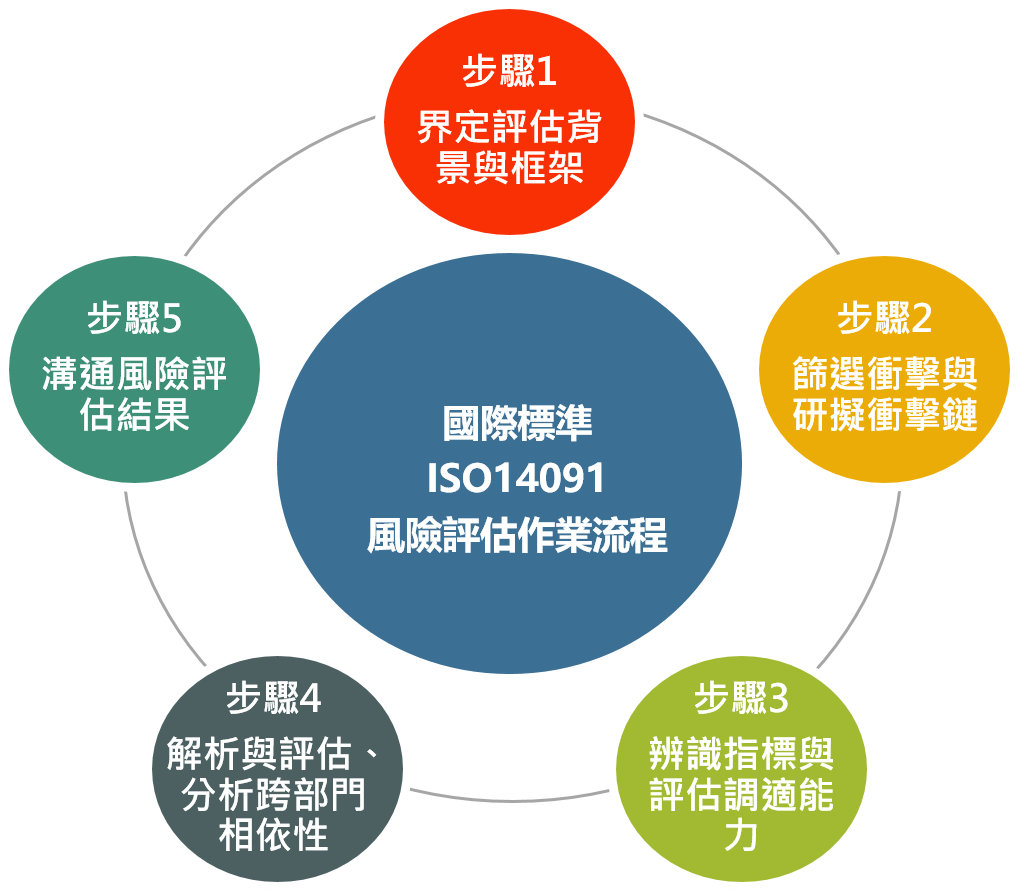 步驟1
界定評估背
景與框架
步驟2
篩選衝擊與
研擬衝擊鏈
步驟3
辨識指標與
評估調適能
力
步驟4
解析與評估、
分析跨部門
相依性
步驟5
溝通風險評
估結果
國際標準
ISO14091
風險評估作業流程